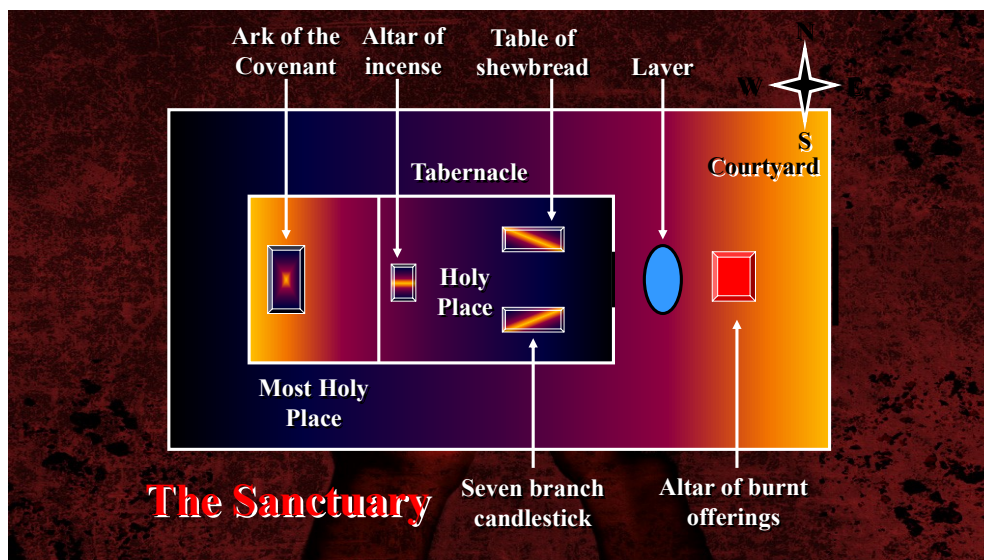 Ark of the
Covenant
Altar of
incense
Table of
shewbread
Laver
N
W
E
S
Courtyard
Tabernacle
Holy
Place
Most Holy
Place
The Sanctuary
Seven branch
candlestick
Altar of burnt
offerings